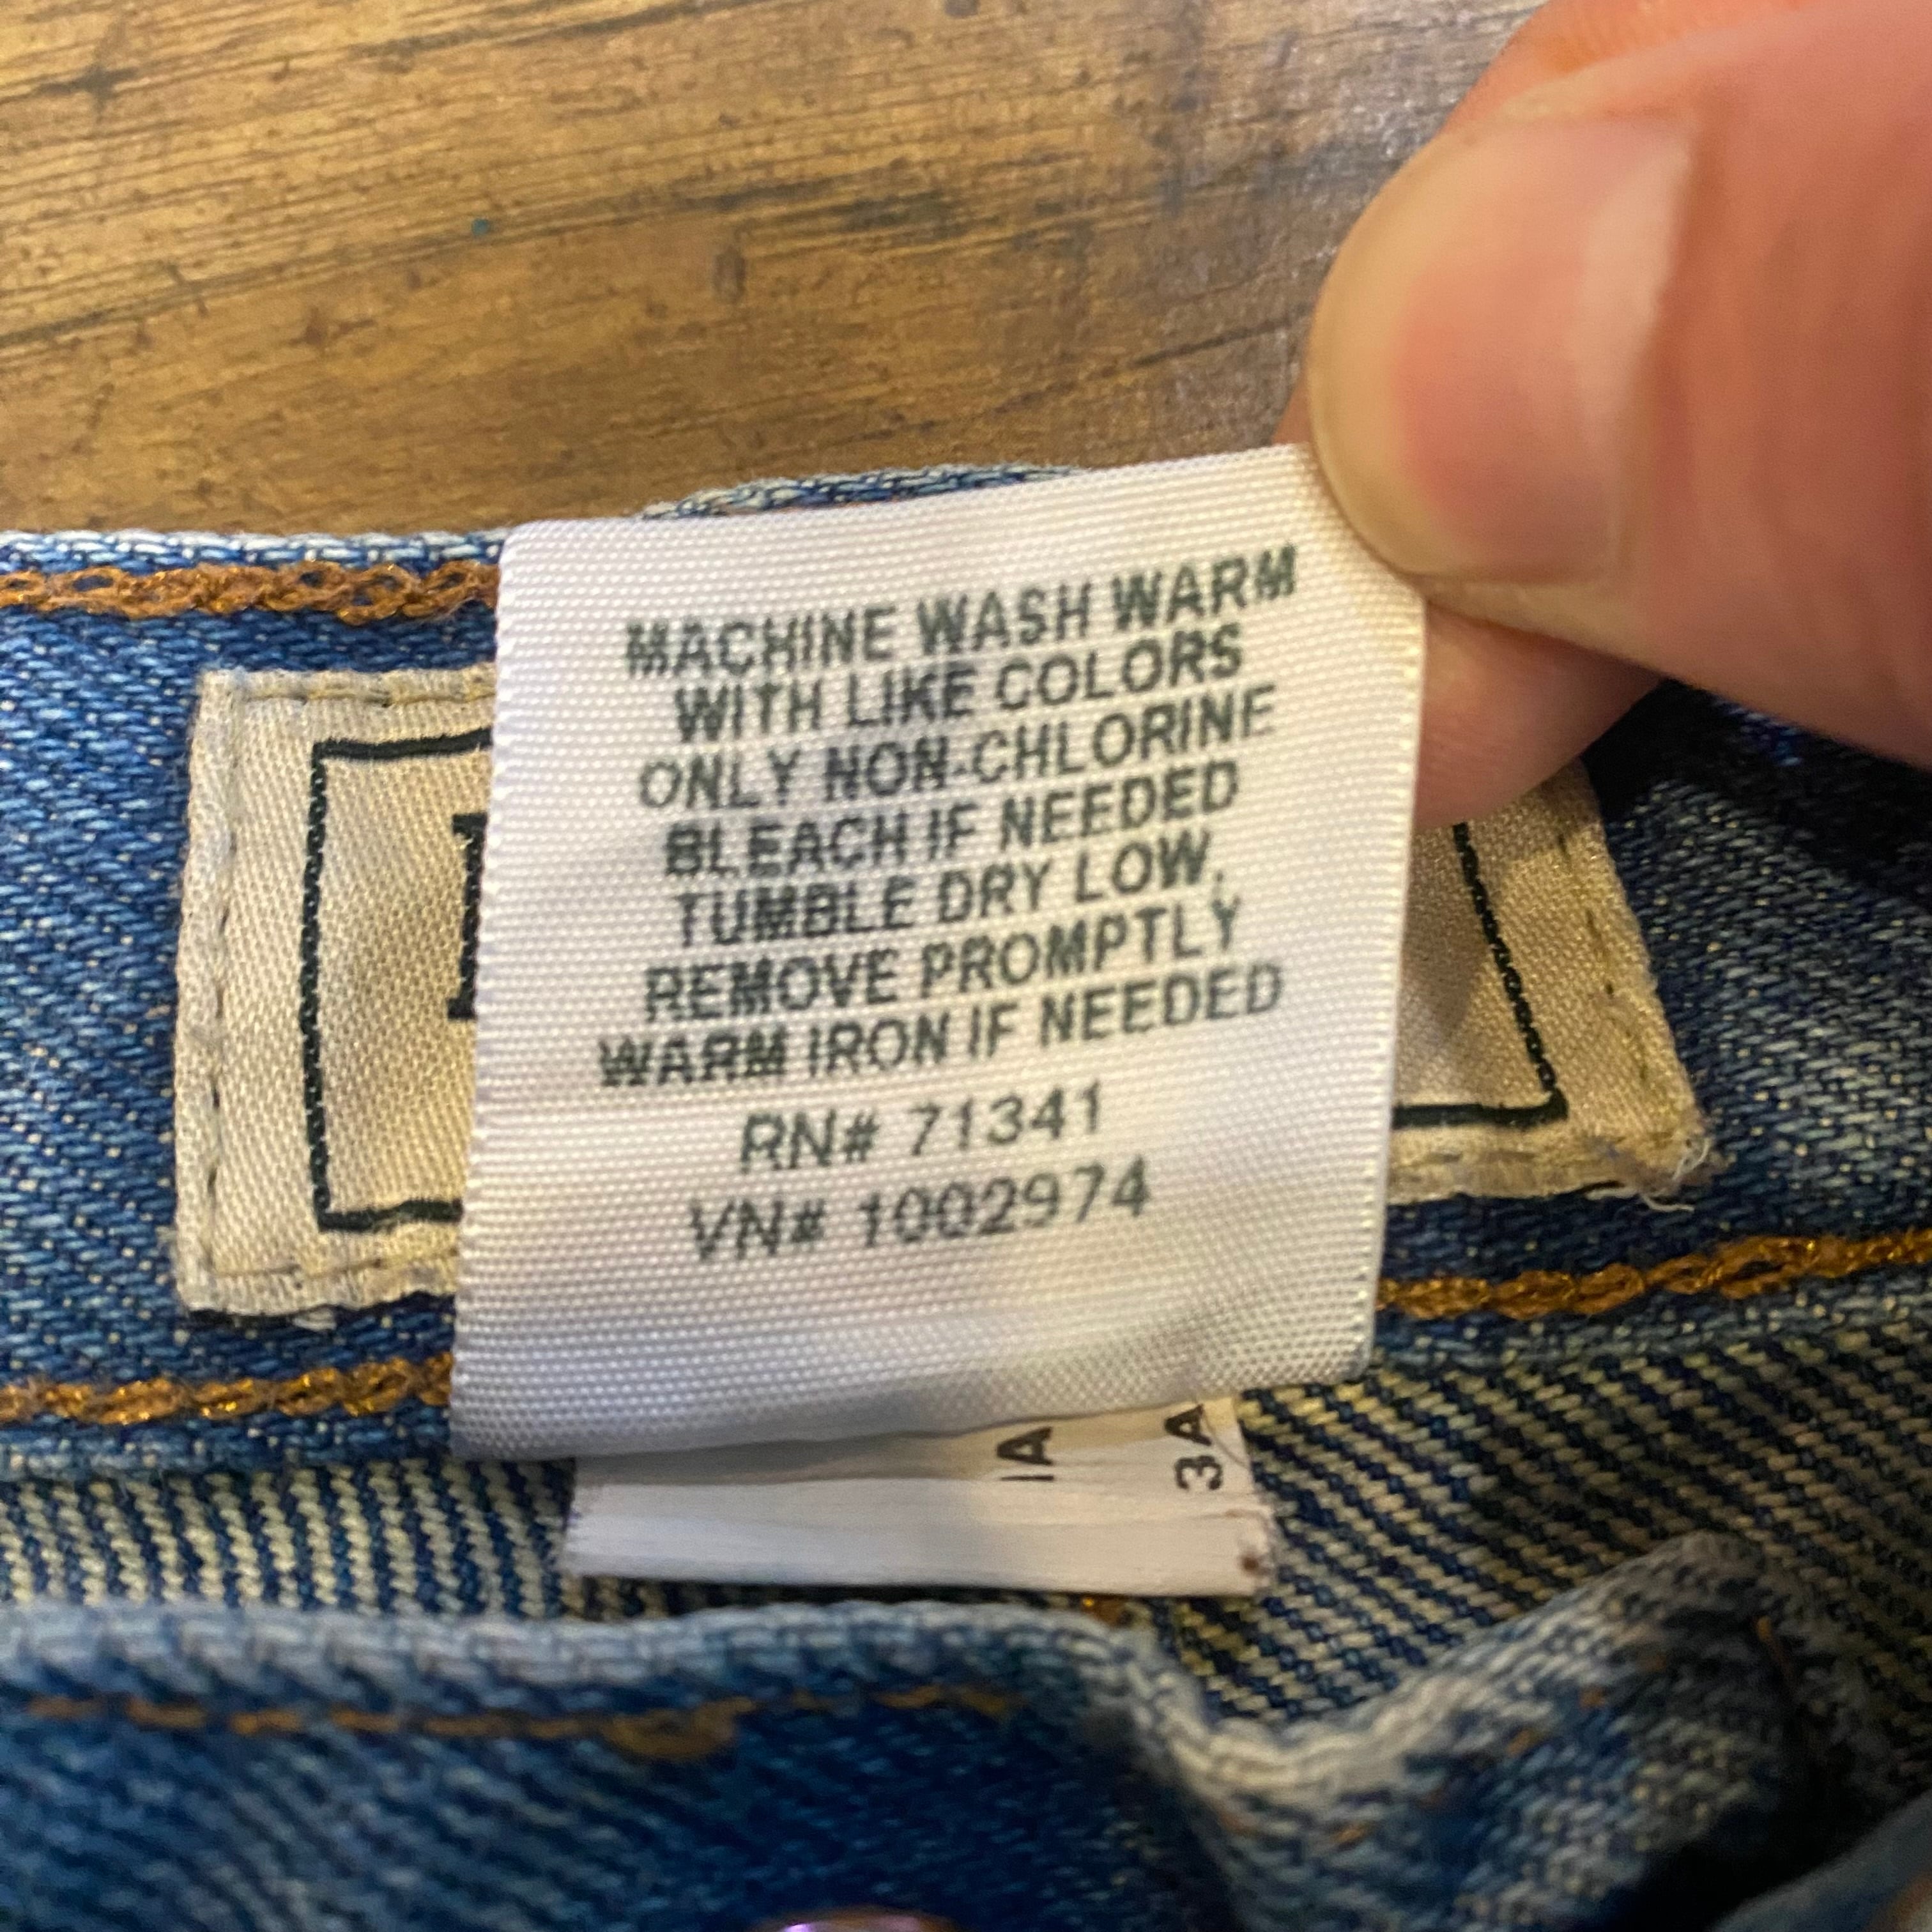 MACHINE WASH WARM
WITH LIKE COLORS
ONLY NON-CHLORINE
BLEACH IF NEEDED
TUMBLE DRY LOW.
REMOVE PROMPTLY
WARM IRON IF NEEDED
RN# 71341
VN# 1002974